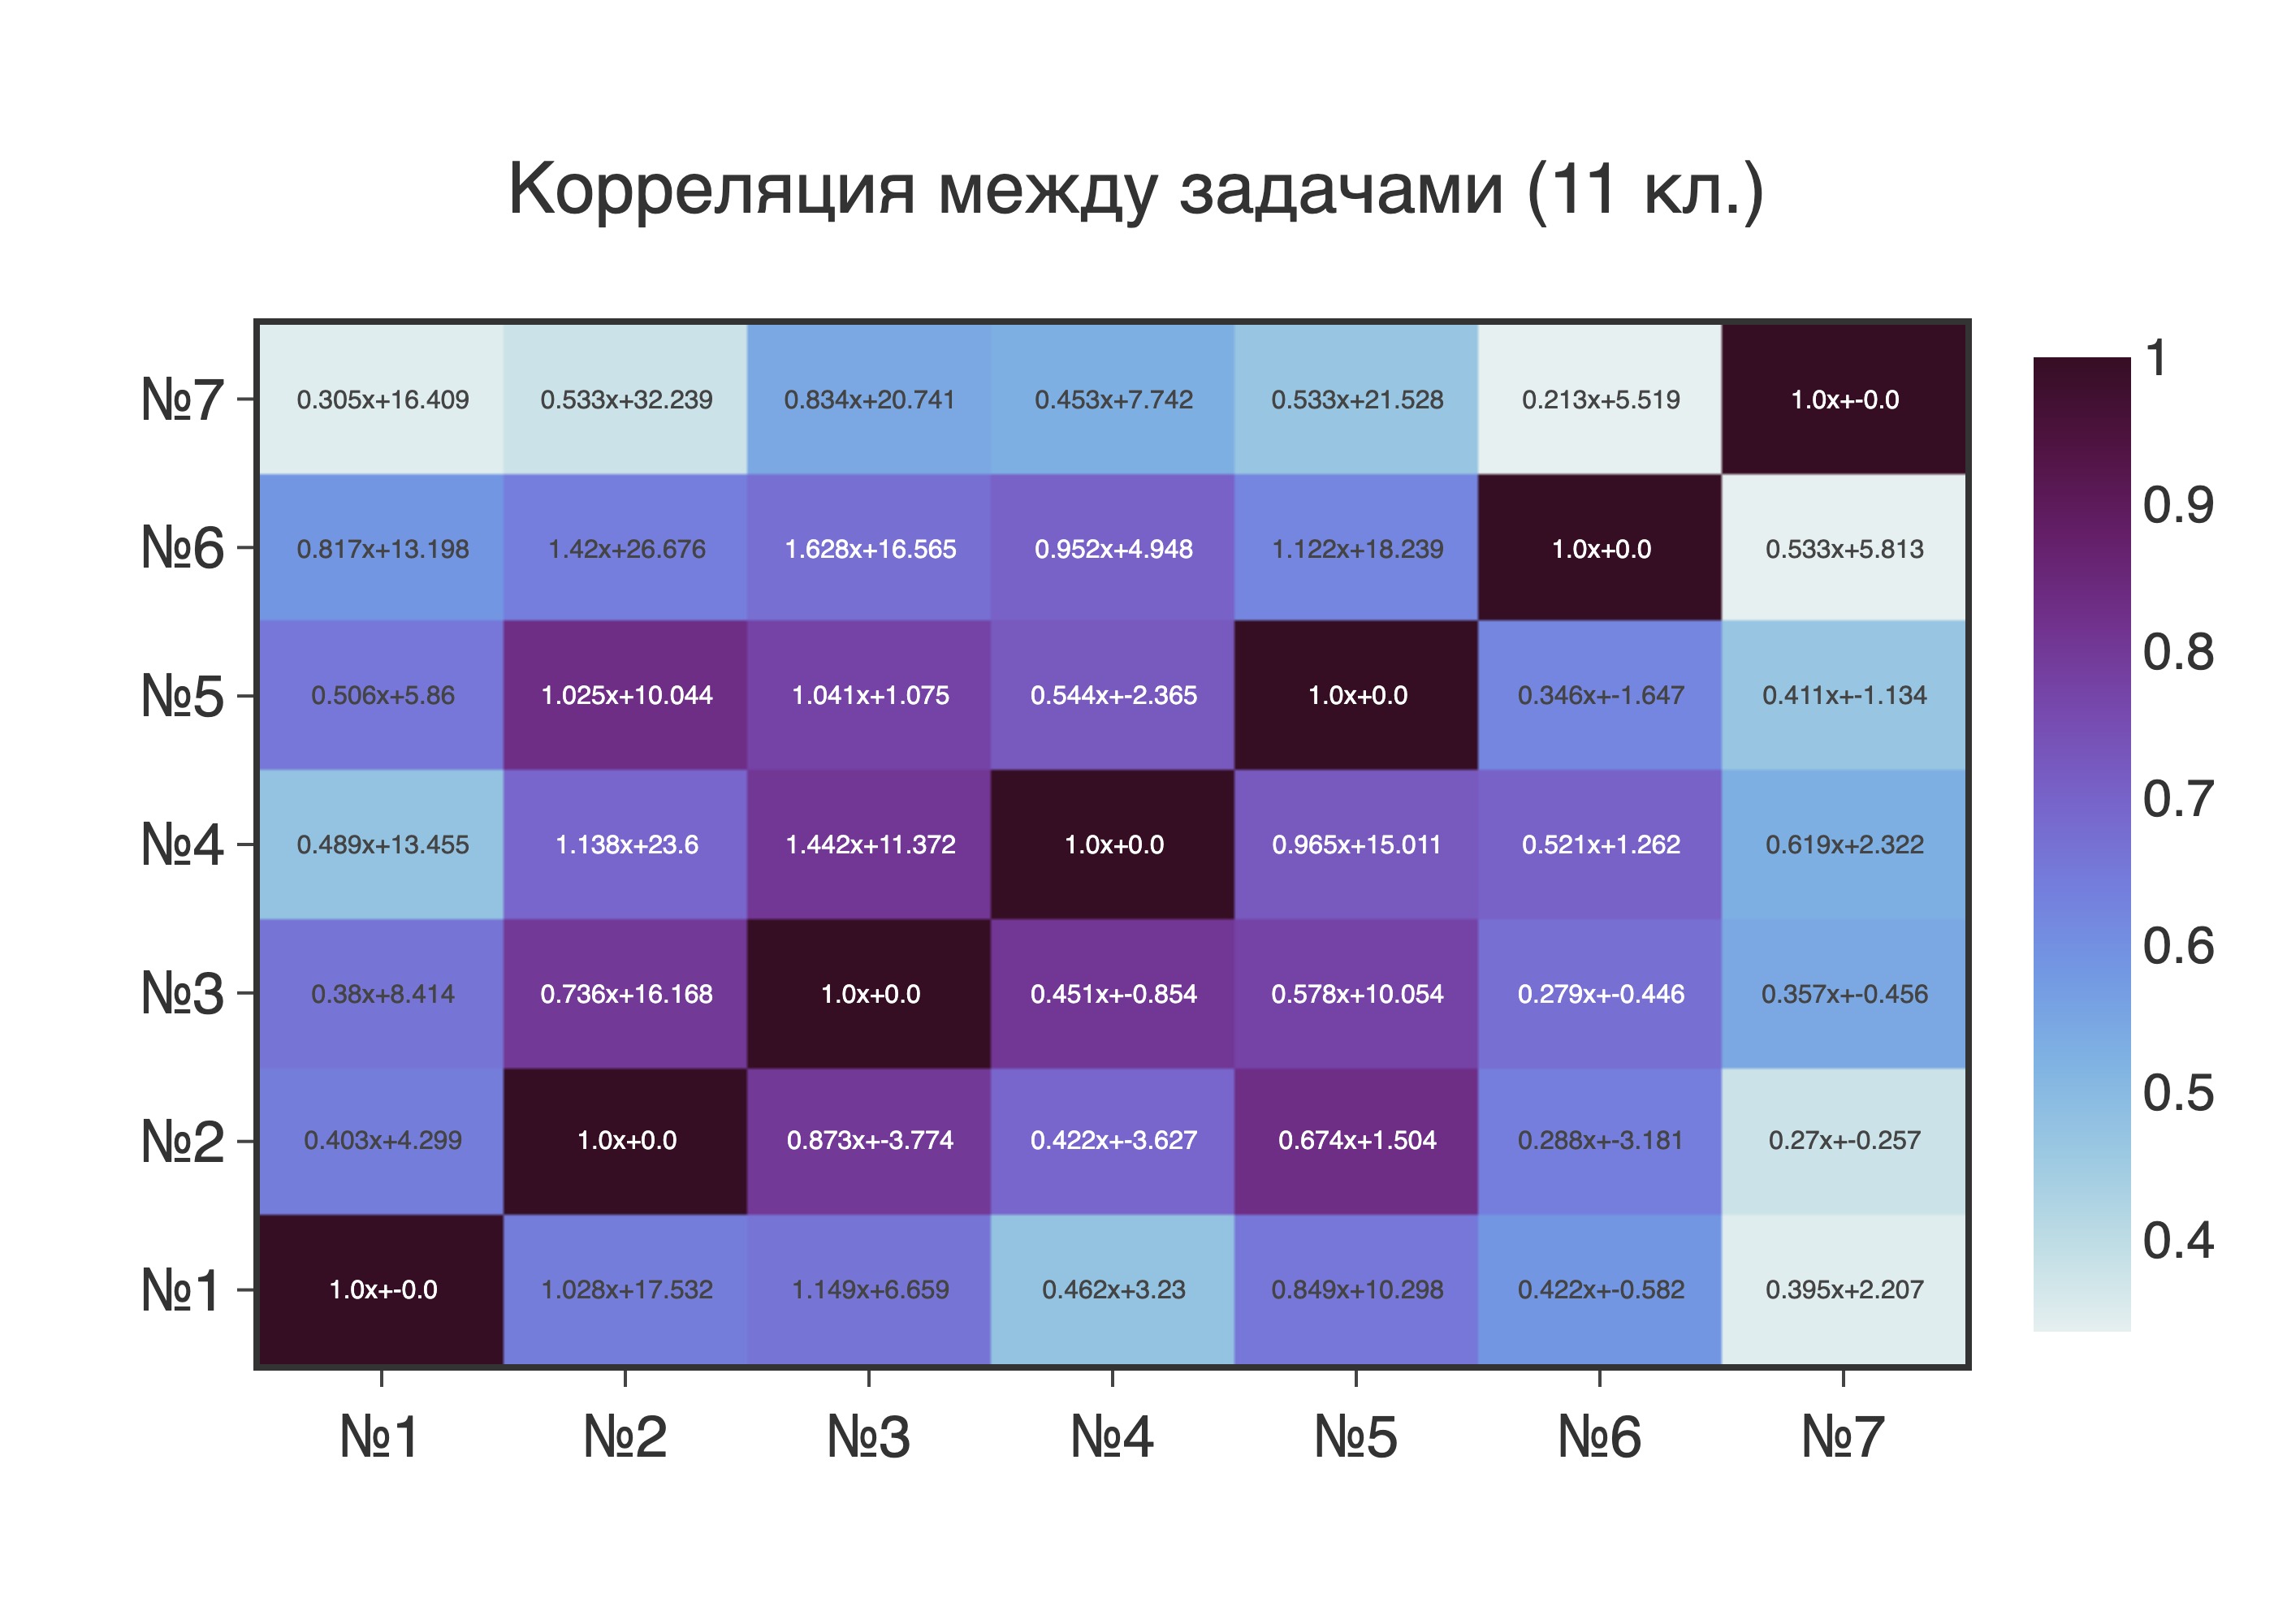 Корреляция между задачами (11 кл.)
№7 0.305x+16.409 0.533x+32.239 0.834x+20.741 0.453x+7.742 0.533x+21.528 0.213x+5.519 1.0x+-0.0
№6 0.817x+13.198 1.42x+26.676 1.628x+16.565 0.952x+4.948 1.122x+18.239 1.0x+0.0 0.533x+5.813
№5 0.506x+5.86 1.025x+10.044 1.041x+1.075 0.544x+-2.365 1.0x+0.0 0.346x+-1.647 0.411x+-1.134
№4 0.489x+13.455 1.138x+23.6 1.442x+11.372 1.0x+0.0 0.965x+15.011 0.521x+1.262 0.619x+2.322
№3 0.38x+8.414 0.736x+16.168 1.0x+0.0 0.451x+-0.854 0.578x+10.054 0.279x+-0.446 0.357x+-0.456
№2 0.403x+4.299 1.0x+0.0 0.873x+-3.774 0.422x+-3.627 0.674x+1.504 0.288x+-3.181 0.27x+-0.257
№1 1.0x+-0.0 1.028x+17.532 1.149x+6.659 0.462x+3.23 0.849x+10.298 0.422x+-0.582 0.395x+2.207
№1 №2 №3 №4 №5 №6 №7
1
0.9
0.8
0.7
0.6
0.5
0.4